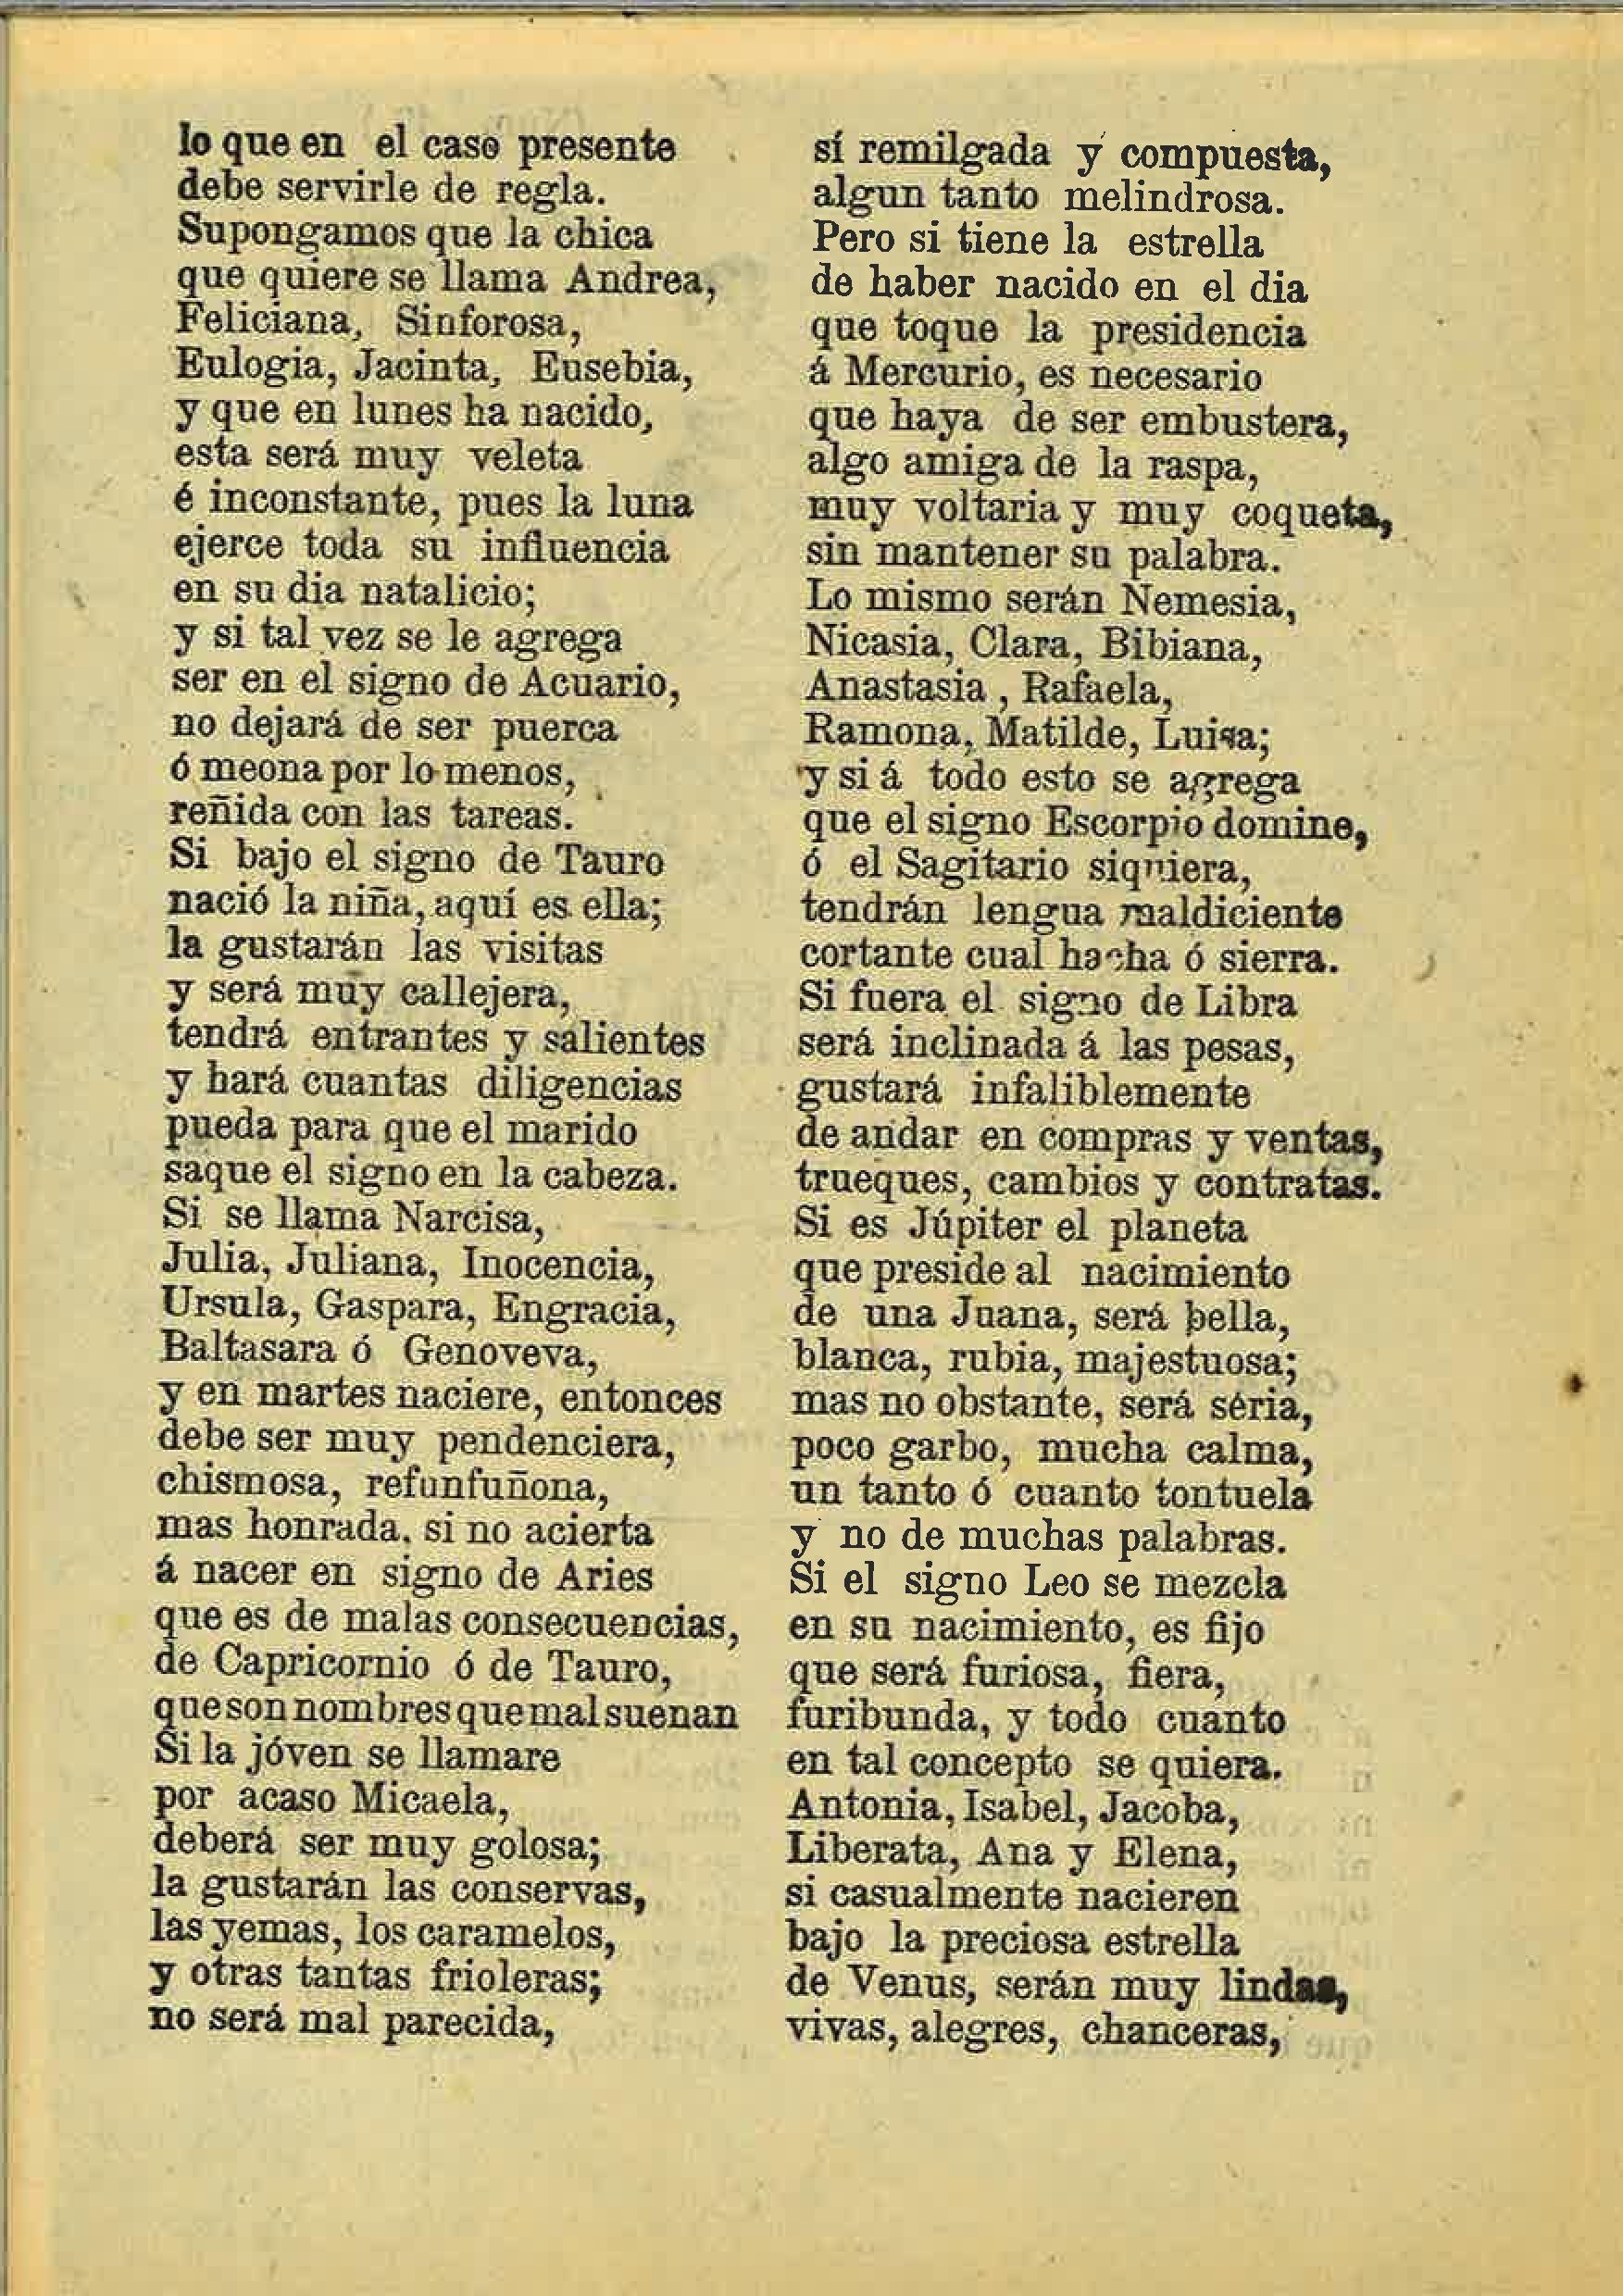 lo que en el caso presente
debe servirle de regla.
Supongamos que la chica
que quiere se llama Andrea,
Feliciana, Sinforosa,
Eulogia, Jacinta, Eusebia,
y que en lunes ha nacido,
esta será muy veleta
é inconstante, pues la luna
ejerce toda su influencia
en su dia natalicio;
y si tal vez se le agrega
ser en el signo de Acuario,
no dejará de ser puerca
ó meona por lo menos,
reñida con las tareas.
Si bajo el signo de Tauro
nació la niña, aquí es ella;
la gustarán las visitas
y será muy callejera,
tendrá entrantes y salientes
y hará cuantas diligencias
pueda para que el marido
saque el signo en la cabeza.
Si se llama Narcisa,
Julia, Juliana, Inocencia,
Ursula, Gaspara, Engracia,
Baltasara ó Genoveva,
y en martes naciere, entonces
debe ser muy pendenciera,
chismosa, refunfuñona,
mas honrada, si no acierta
á nacer en signo de Aries
que es de malas consecuencias,
de Capricornio ó de Tauro,
que son nombres que mal suenan
Si la jóven se llamare
por acaso Micaela,
deberá ser muy golosa;
la gustarán las conservas,
las yemas, los caramelos,
y otras tantas frioleras;
no será mal parecida,
sí remilgada y compuesta,
algun tanto melindrosa.
Pero si tiene la estrella
de haber nacido en el dia
que toque la presidencia
á Mercurio, es necesario
que haya de ser embustera,
algo amiga de la raspa,
muy voltaria y muy coqueta,
sin mantener su palabra.
Lo mismo serán Nemesia,
Nicasia, Clara, Bibiana,
Anastasia, Rafaela,
Ramona, Matilde, Luisa;
y si á todo esto se agrega
que el signo Escorpio domine,
ó el Sagitario siquiera,
tendrán lengua maldiciente
cortante cual hacha ó sierra.
Si fuera el signo de Libra
será inclinada á las pesas,
gustará infaliblemente
de andar en compras y ventas,
trueques, cambios y contratas.
Si es Júpiter el planeta
que preside al nacimiento
de una Juana, será bella,
blanca, rubia, majestuosa;
mas no obstante, será séria,
poco garbo, mucha calma,
un tanto ó cuanto tontuela
y no de muchas palabras.
Si el signo Leo se mezcla
en su nacimiento, es fijo
que será furiosa, fiera,
furibunda, y todo cuanto
en tal concepto se quiera.
Antonia, Isabel, Jacoba,
Liberata, Ana y Elena,
si casualmente nacieren
bajo la preciosa estrella
de Venus, serán muy lindas,
vivas, alegres, chanceras,